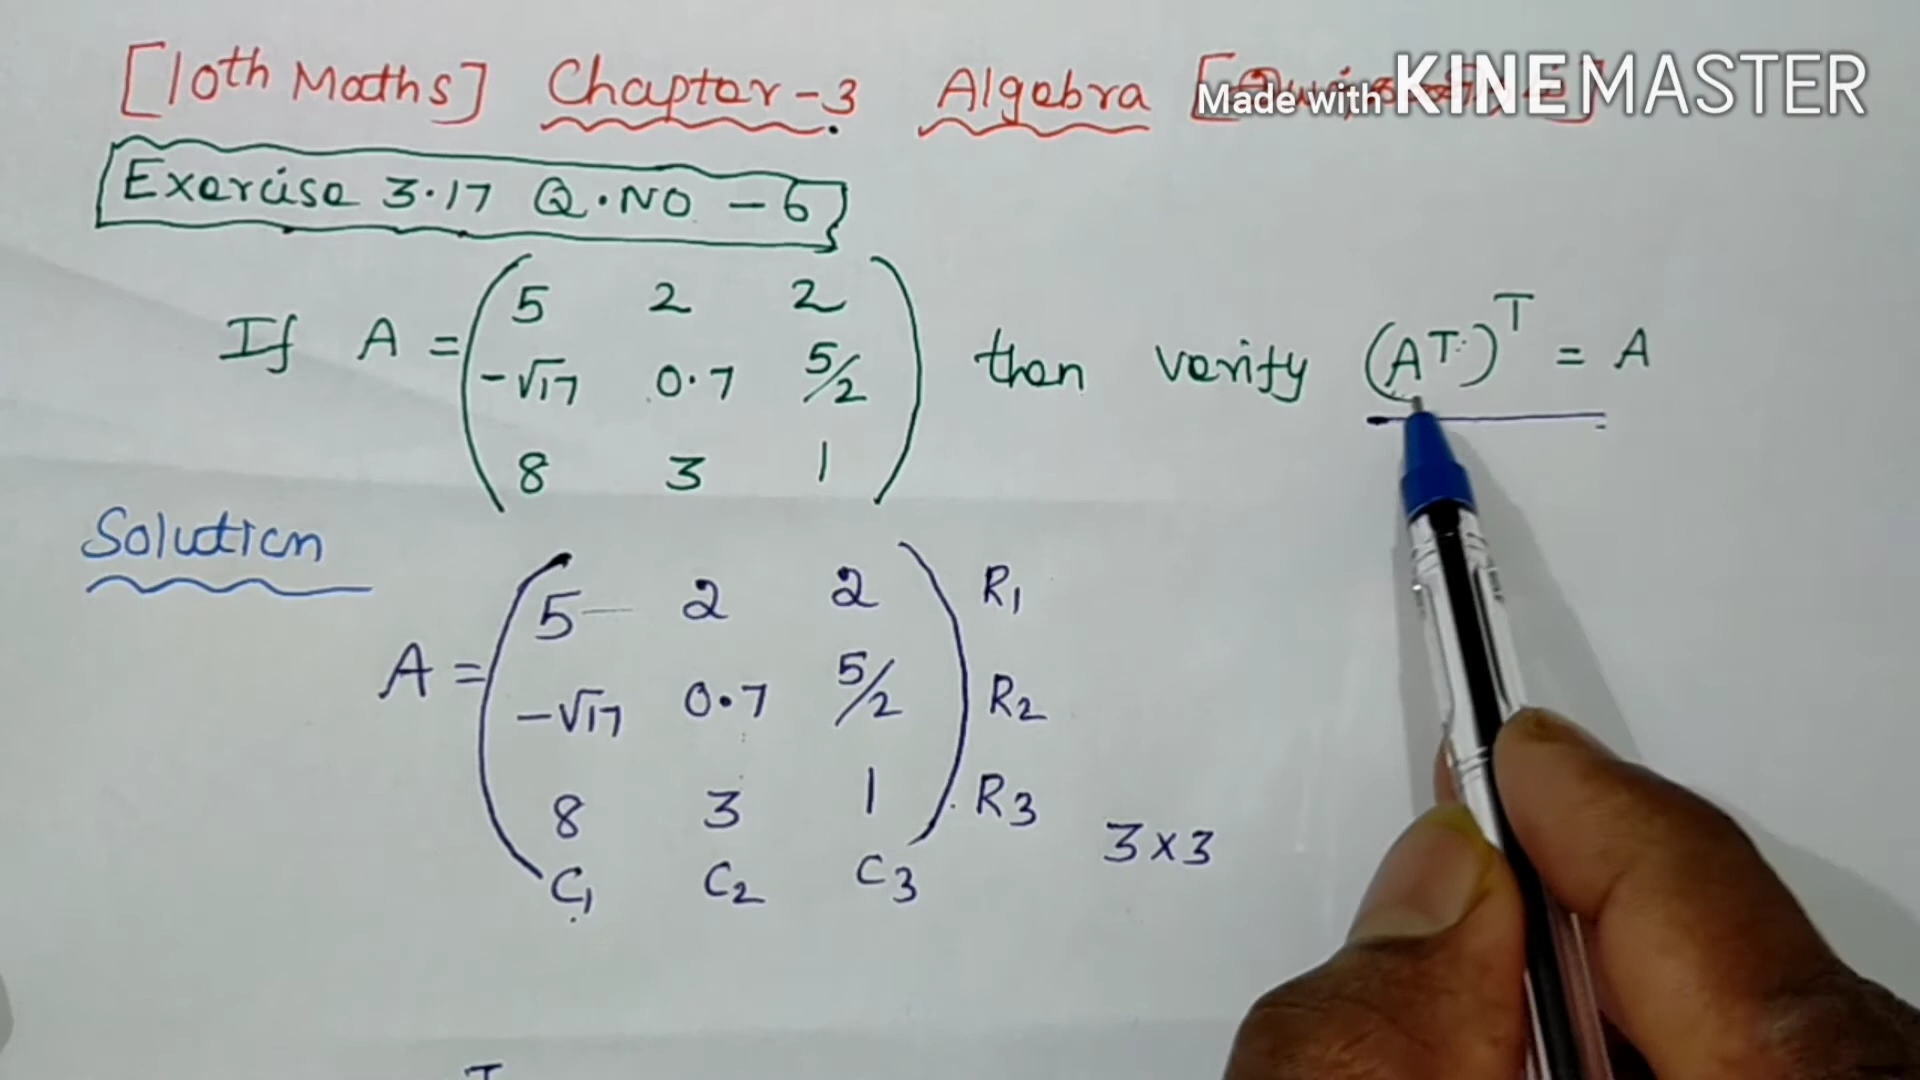 [10th Maths] Chapter-3 Algebra
Made with KINEMASTER
Exercise 3.17 Q.NO - 6
If A = ( 5 2 2
-√17 0.7 5/2
8 3 1 ) then verify (Aᵀ)ᵀ = A
Solution
A = ( 5 2 2 ) R1
-√17 0.7 5/2 R2
8 3 1 R3
C1 C2 C3 3×3